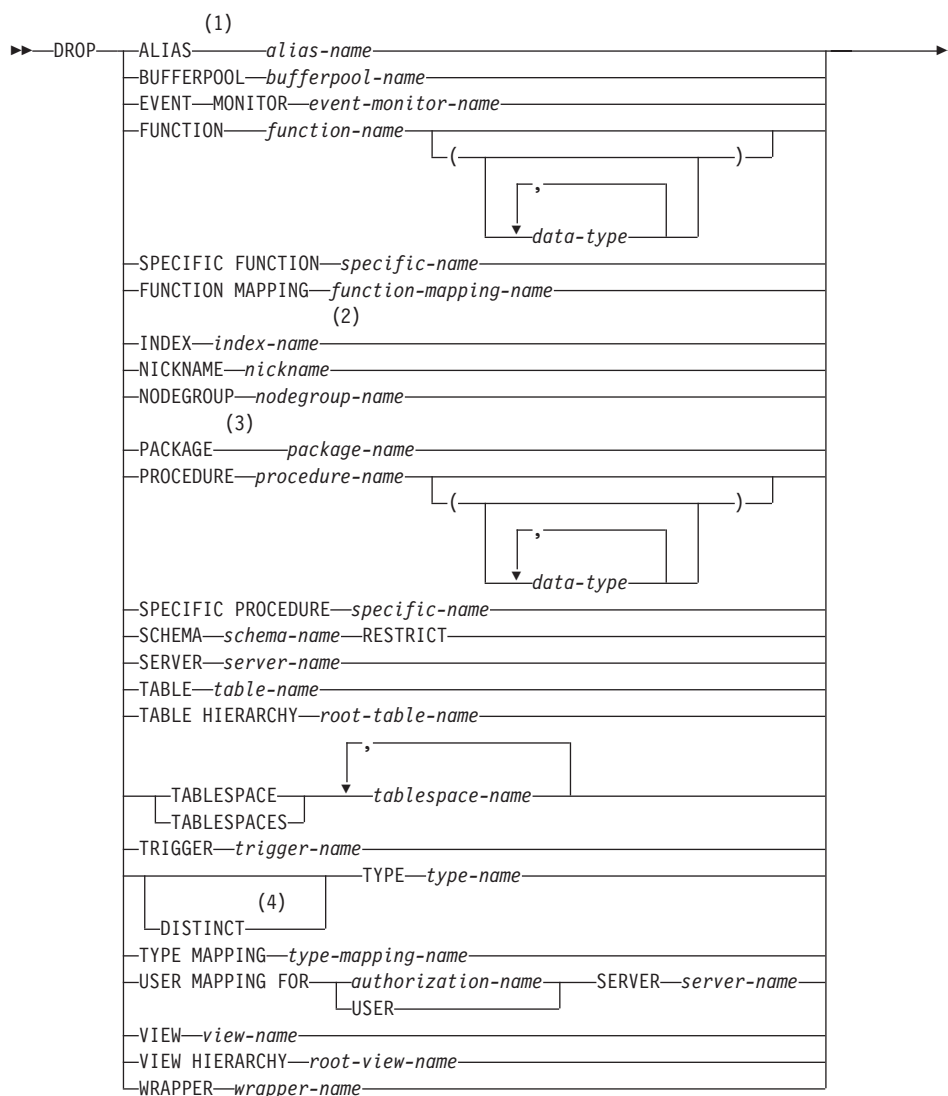 (1)
DROP ALIAS alias-name
BUFFERPOOL bufferpool-name
EVENT MONITOR event-monitor-name
FUNCTION function-name
( )
,
data-type
SPECIFIC FUNCTION specific-name
FUNCTION MAPPING function-mapping-name
(2)
INDEX index-name
NICKNAME nickname
NODEGROUP nodegroup-name
(3)
PACKAGE package-name
PROCEDURE procedure-name
( )
,
data-type
SPECIFIC PROCEDURE specific-name
SCHEMA schema-name RESTRICT
SERVER server-name
TABLE table-name
TABLE HIERARCHY root-table-name
,
TABLESPACE tablespace-name
TABLESPACES
TRIGGER trigger-name
TYPE type-name
(4)
DISTINCT
TYPE MAPPING type-mapping-name
USER MAPPING FOR authorization-name SERVER server-name
USER
VIEW view-name
VIEW HIERARCHY root-view-name
WRAPPER wrapper-name